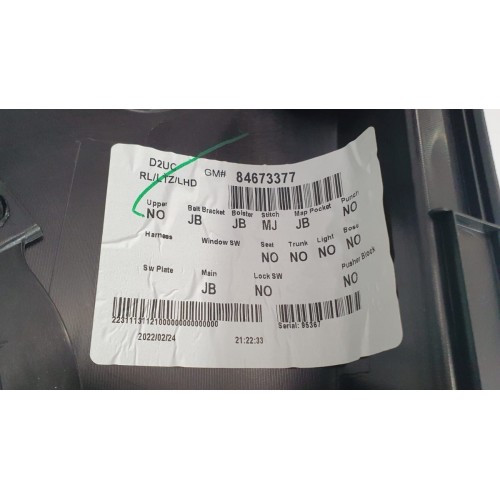 D2UC GM# 84673377
RL/LTZ/LHD
Upper Belt Bracket Bolster Stitch Map Pocket Punch
NO JB JB MJ JB NO
Harness Window SW Seat Trunk Light Boss
NO NO NO NO
Sw Plate Main Lock SW Pusher Block
JB NO NO
2231113112100000000000000 Serial: 95367
2022/02/24 21:22:33